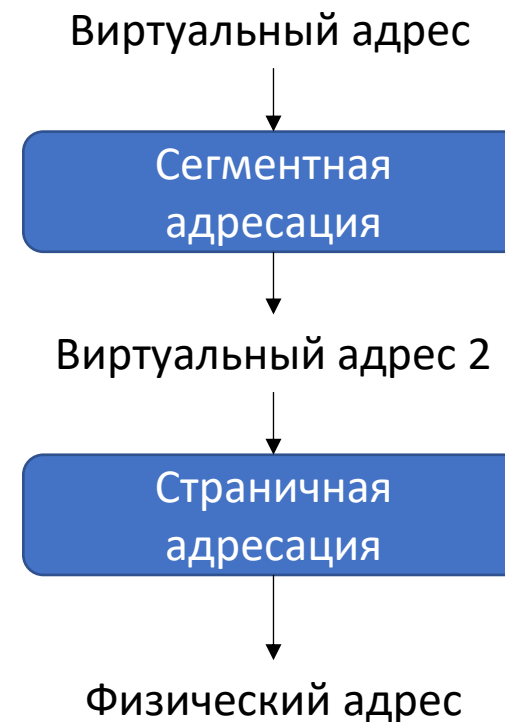 Виртуальный адрес
Сегментная
адресация
Виртуальный адрес 2
Страничная
адресация
Физический адрес